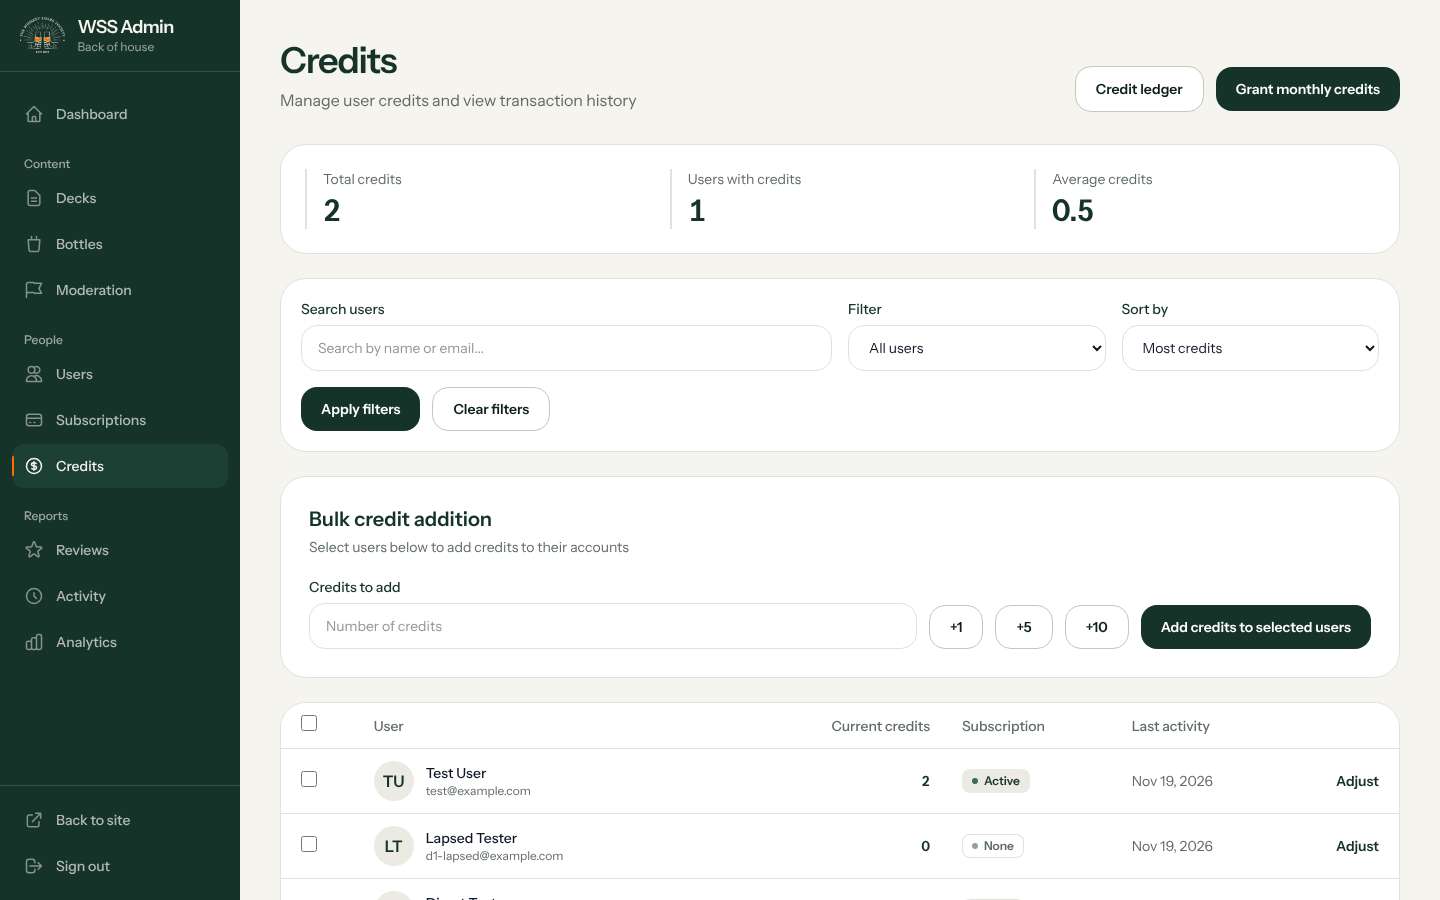 WSS Admin
Back of house
Dashboard
Content
Decks
Bottles
Moderation
People
Users
Subscriptions
Credits
Reports
Reviews
Activity
Analytics
Back to site
Sign out
Credits
Manage user credits and view transaction history
Credit ledger
Grant monthly credits
Total credits
2
Users with credits
1
Average credits
0.5
Search users
Search by name or email...
Filter
All users
Sort by
Most credits
Apply filters
Clear filters
Bulk credit addition
Select users below to add credits to their accounts
Credits to add
Number of credits
+1
+5
+10
Add credits to selected users
User Current credits Subscription Last activity
TU
Test User
test@example.com
2
Active
Nov 19, 2026
Adjust
LT
Lapsed Tester
d1-lapsed@example.com
0
None
Nov 19, 2026
Adjust